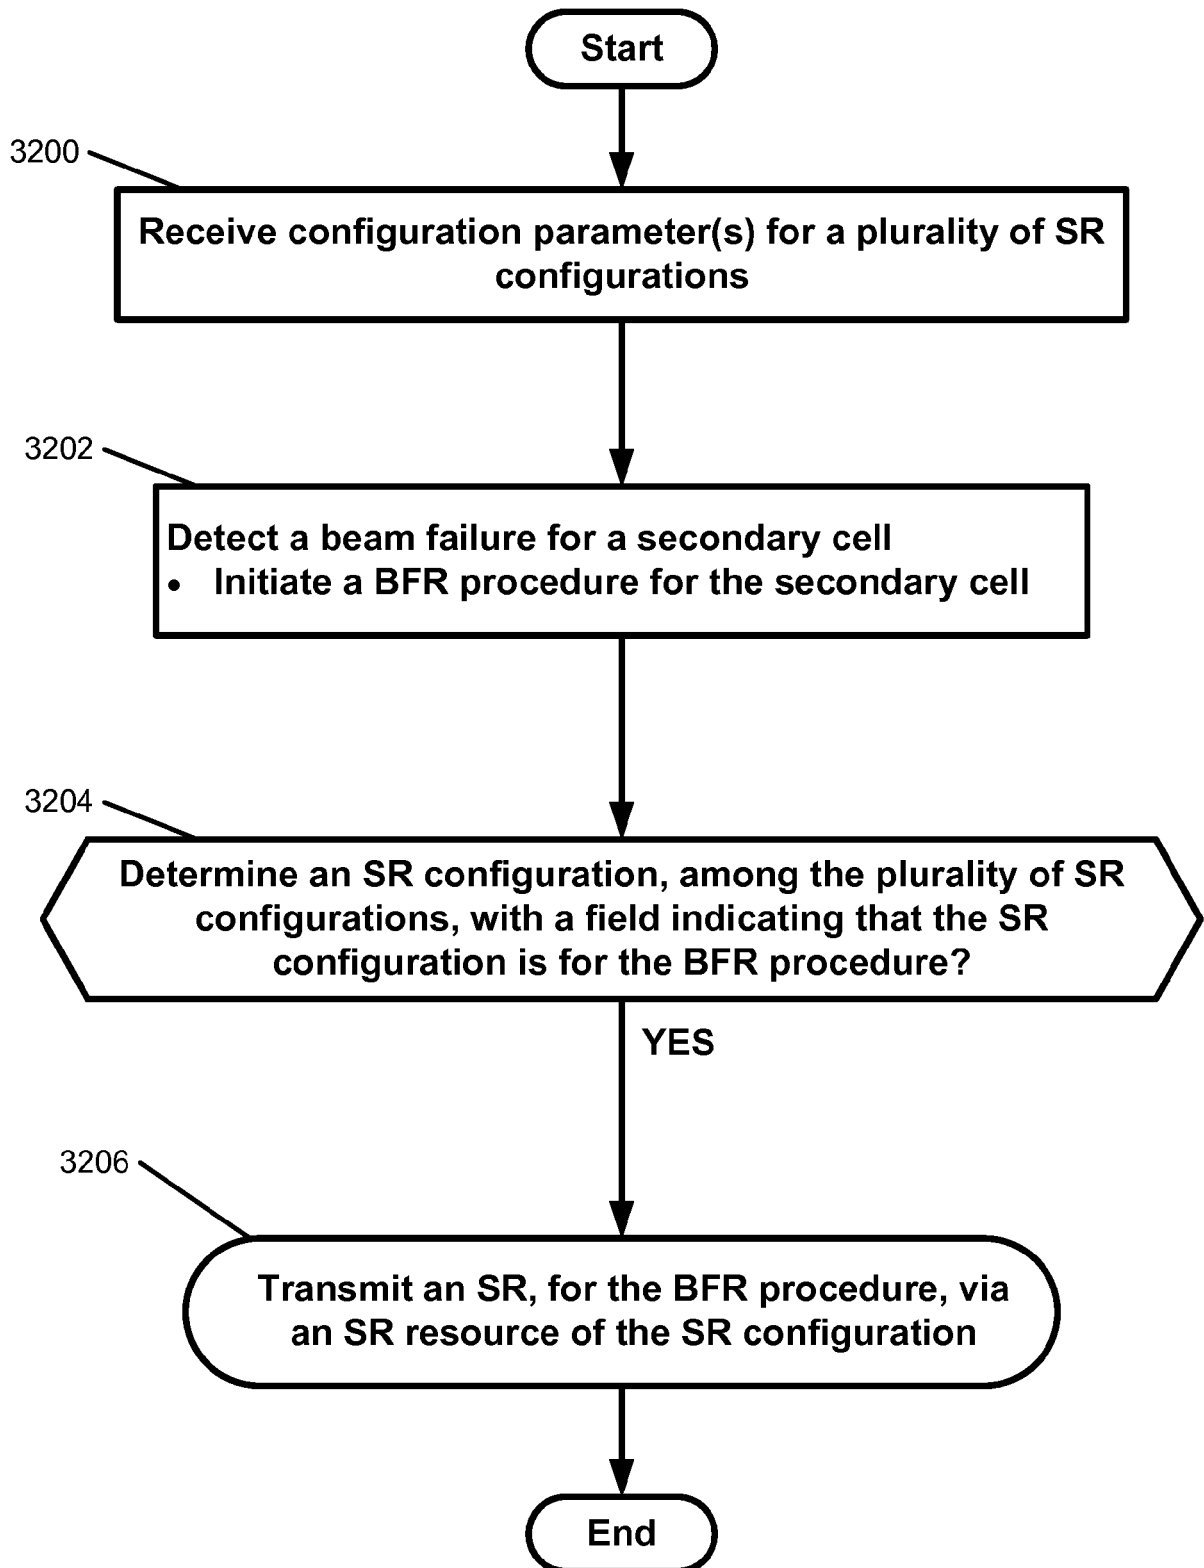 Start
3200
Receive configuration parameter(s) for a plurality of SR
configurations
3202
Detect a beam failure for a secondary cell
• Initiate a BFR procedure for the secondary cell
3204
Determine an SR configuration, among the plurality of SR
configurations, with a field indicating that the SR
configuration is for the BFR procedure?
YES
3206
Transmit an SR, for the BFR procedure, via
an SR resource of the SR configuration
End